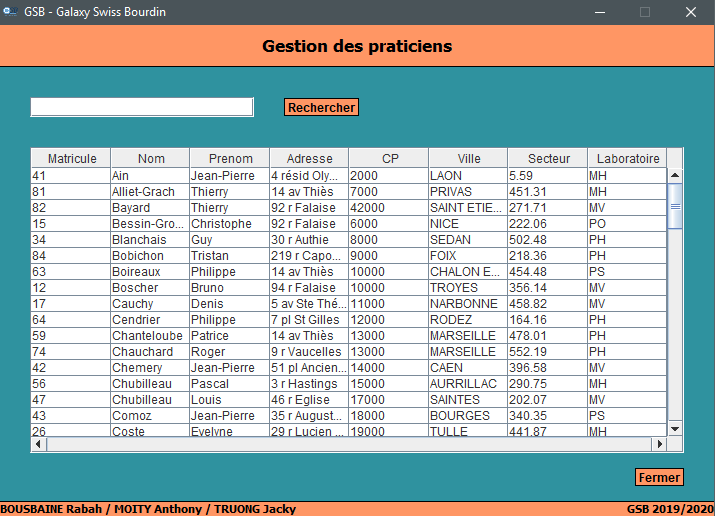 GSB - Galaxy Swiss Bourdin
Gestion des praticiens
Rechercher
Matricule Nom Prenom Adresse CP Ville Secteur Laboratoire
41 Ain Jean-Pierre 4 résid Oly... 2000 LAON 5.59 MH
81 Alliet-Grach Thierry 14 av Thiès 7000 PRIVAS 451.31 MH
82 Bayard Thierry 92 r Falaise 42000 SAINT ETIE... 271.71 MV
15 Bessin-Gro... Christophe 92 r Falaise 6000 NICE 222.06 PO
34 Blanchais Guy 30 r Authie 8000 SEDAN 502.48 PH
84 Bobichon Tristan 219 r Capo... 9000 FOIX 218.36 PH
63 Boireaux Philippe 14 av Thiès 10000 CHALON E... 454.48 PS
12 Boscher Bruno 94 r Falaise 10000 TROYES 356.14 MV
17 Cauchy Denis 5 av Ste Thé... 11000 NARBONNE 458.82 MV
64 Cendrier Philippe 7 pl St Gilles 12000 RODEZ 164.16 PH
59 Chanteloube Patrice 14 av Thiès 13000 MARSEILLE 478.01 PH
74 Chauchard Roger 9 r Vaucelles 13000 MARSEILLE 552.19 PH
42 Chemery Jean-Pierre 51 pl Ancien... 14000 CAEN 396.58 MV
56 Chubilleau Pascal 3 r Hastings 15000 AURRILLAC 290.75 MH
47 Chubilleau Louis 46 r Eglise 17000 SAINTES 202.07 MV
43 Comoz Jean-Pierre 35 r August... 18000 BOURGES 340.35 PS
26 Coste Evelyne 29 r Lucien ... 19000 TULLE 441.87 MH
Fermer
BOUSBAINE Rabah / MOITY Anthony / TRUONG Jacky GSB 2019/2020